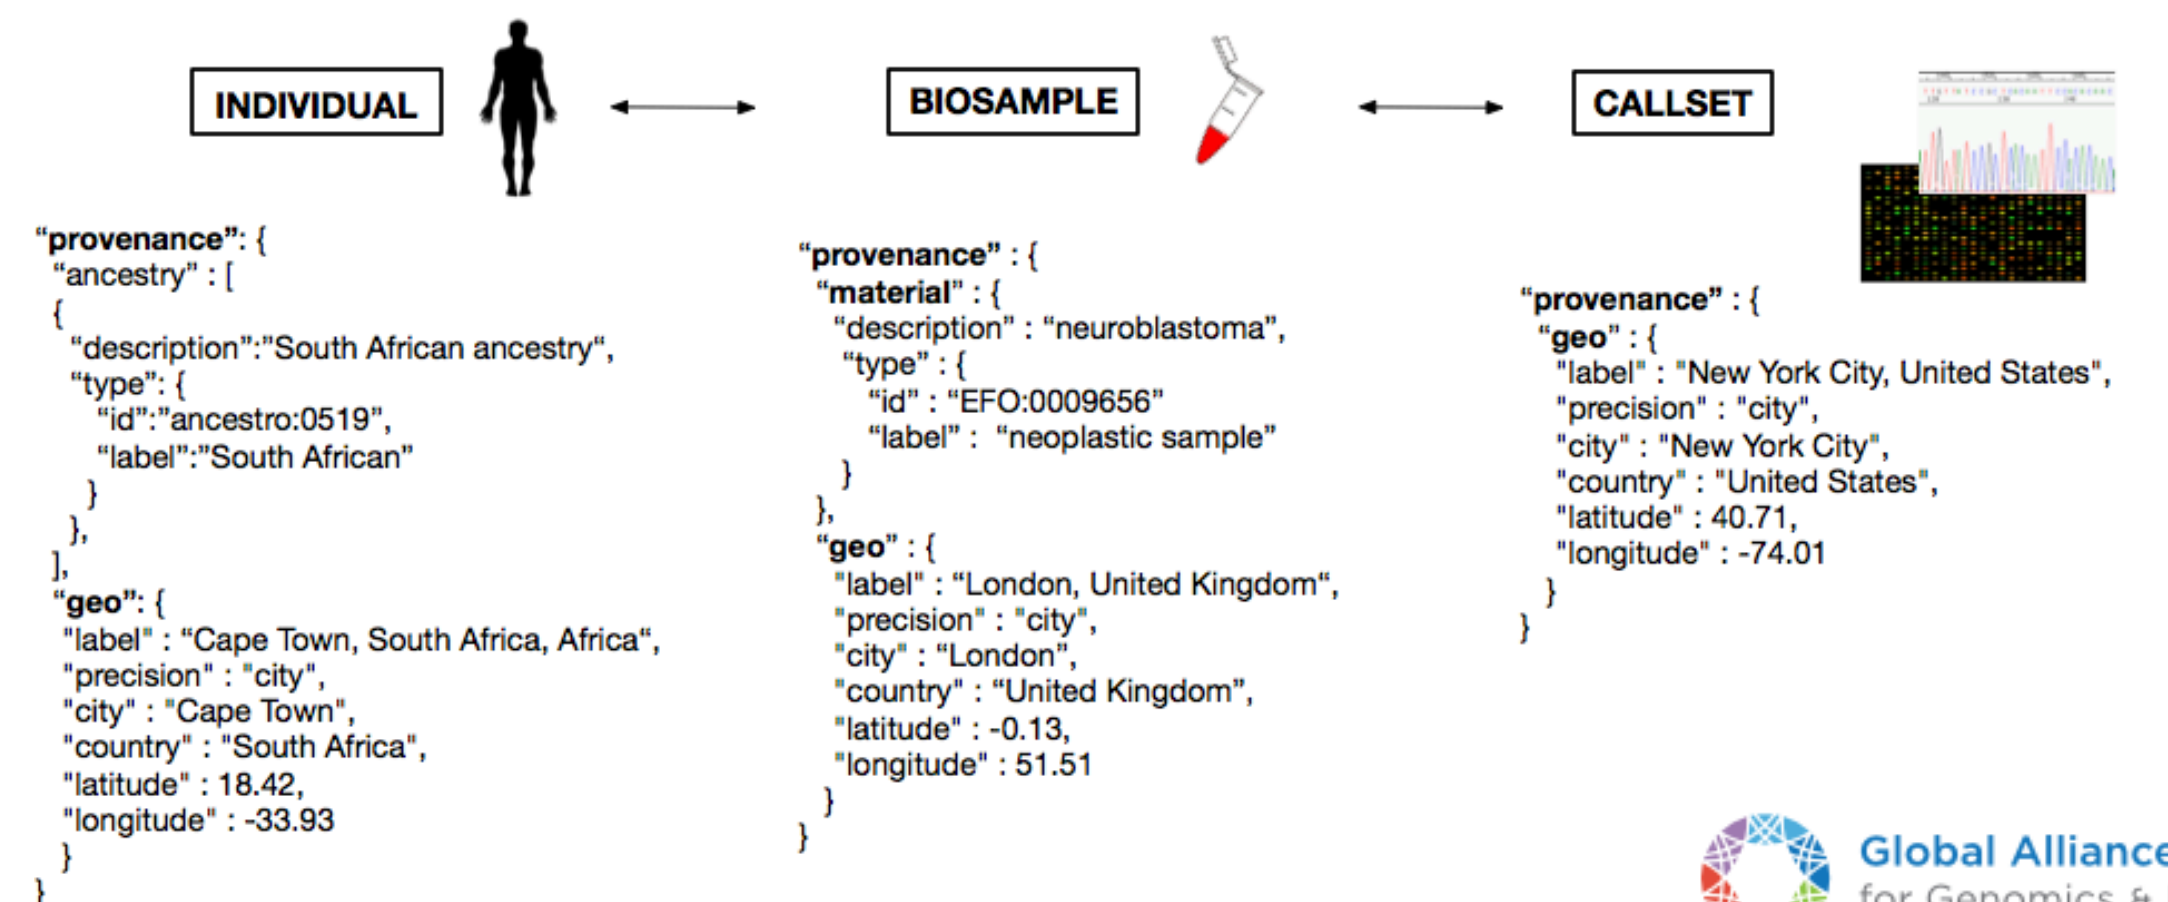 INDIVIDUAL
BIOSAMPLE
CALLSET
“provenance”: {
“ancestry” : [
{
“description”:”South African ancestry“,
“type”: {
“id”:”ancestro:0519”,
“label”:”South African”
}
},
],
“geo”: {
"label" : “Cape Town, South Africa, Africa“,
"precision" : "city",
"city" : "Cape Town",
"country" : "South Africa",
"latitude" : 18.42,
"longitude" : -33.93
}
}
“provenance” : {
“material” : {
“description” : “neuroblastoma”,
“type” : {
“id” : “EFO:0009656”
“label” :  “neoplastic sample”
}
},
“geo” : {
"label" : “London, United Kingdom“,
"precision" : "city",
"city" : “London”,
"country" : “United Kingdom”,
"latitude" : -0.13,
"longitude" : 51.51
}
}
“provenance” : {
“geo” : {
"label" : "New York City, United States",
"precision" : "city",
"city" : "New York City",
"country" : "United States",
"latitude" : 40.71,
"longitude" : -74.01
}
}
Global Alliance
for Genomics &